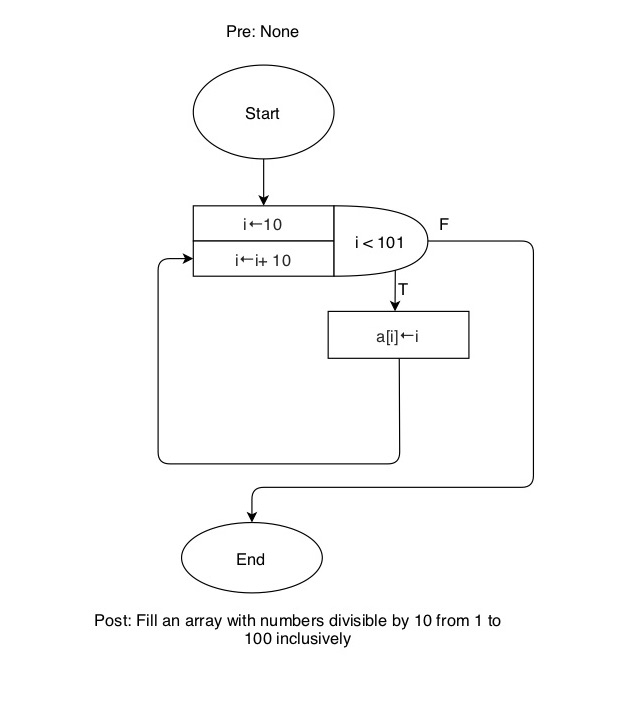 Pre: None
Start
i←10
i←i+ 10
i < 101
F
T
a[i]←i
End
Post: Fill an array with numbers divisible by 10 from 1 to
100 inclusively